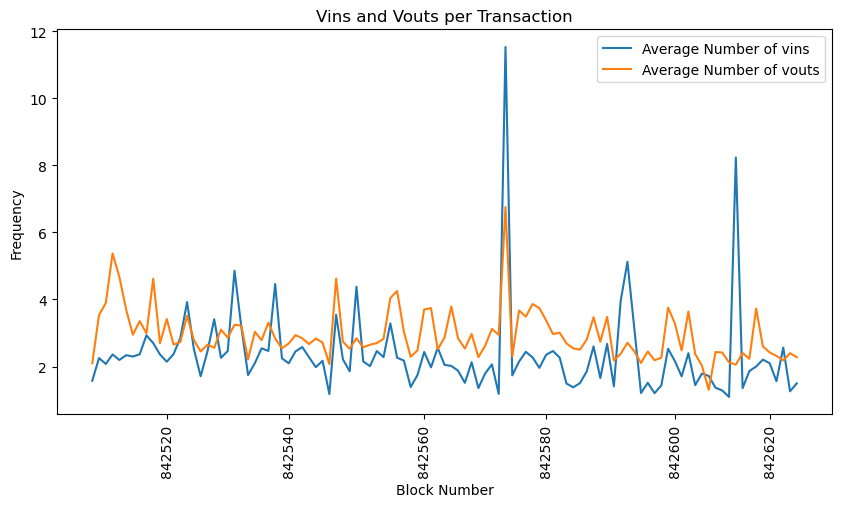 Vins and Vouts per Transaction
Average Number of vins
Average Number of vouts
12
10
8
6
4
2
Frequency
842520
842540
842560
842580
842600
842620
Block Number